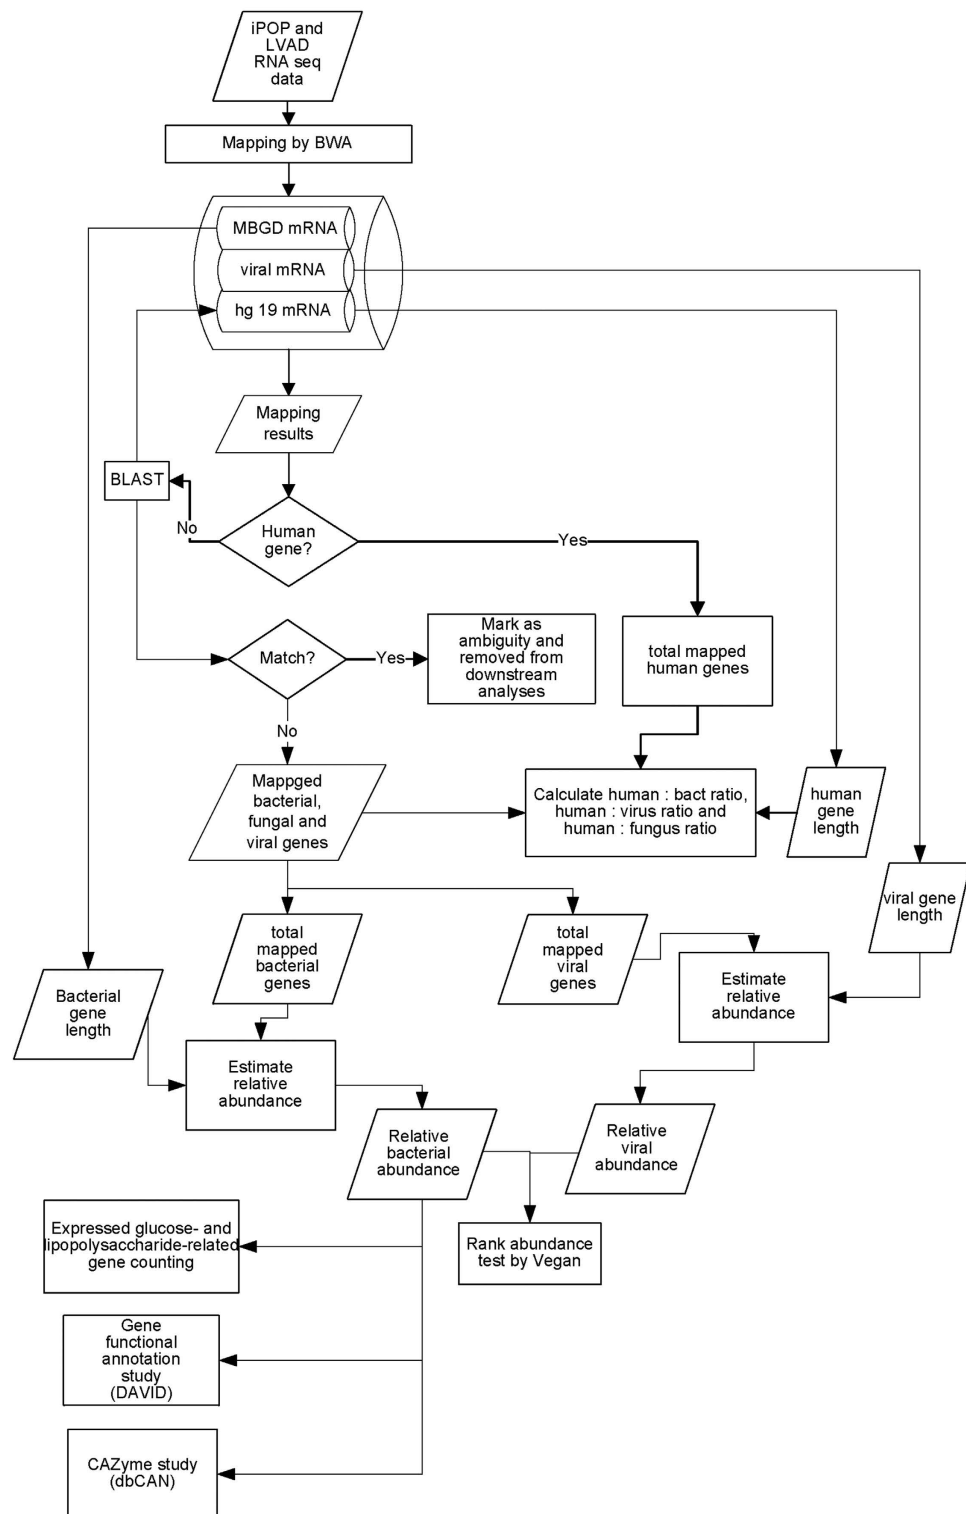 iPOP and
LVAD
RNA seq
data
Mapping by BWA
MBGD mRNA
viral mRNA
hg 19 mRNA
Mapping
results
BLAST
No
Human
gene?
Yes
Mark as
ambiguity and
removed from
downstream
analyses
total mapped
human genes
Match?
Yes
No
Mappged
bacterial,
fungal and
viral genes
Calculate human : bact ratio,
human : virus ratio and
human : fungus ratio
human
gene
length
viral gene
length
total
mapped
bacterial
genes
total
mapped
viral
genes
Estimate
relative
abundance
Bacterial
gene
length
Estimate
relative
abundance
Relative
bacterial
abundance
Relative
viral
abundance
Expressed glucose- and
lipopolysaccharide-related
gene counting
Rank abundance
test by Vegan
Gene
functional
annotation
study
(DAVID)
CAZyme study
(dbCAN)